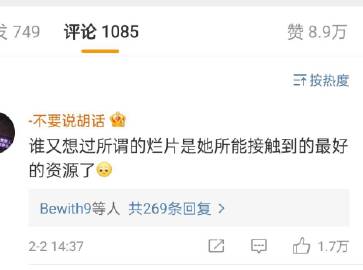 发 749 评论 1085 赞 8.9万
按热度
-不要说胡话
谁又想过所谓的烂片是她所能接触到的最好
的资源了
Bewith9等人 共269条回复 >
2-2 14:37 1.7万